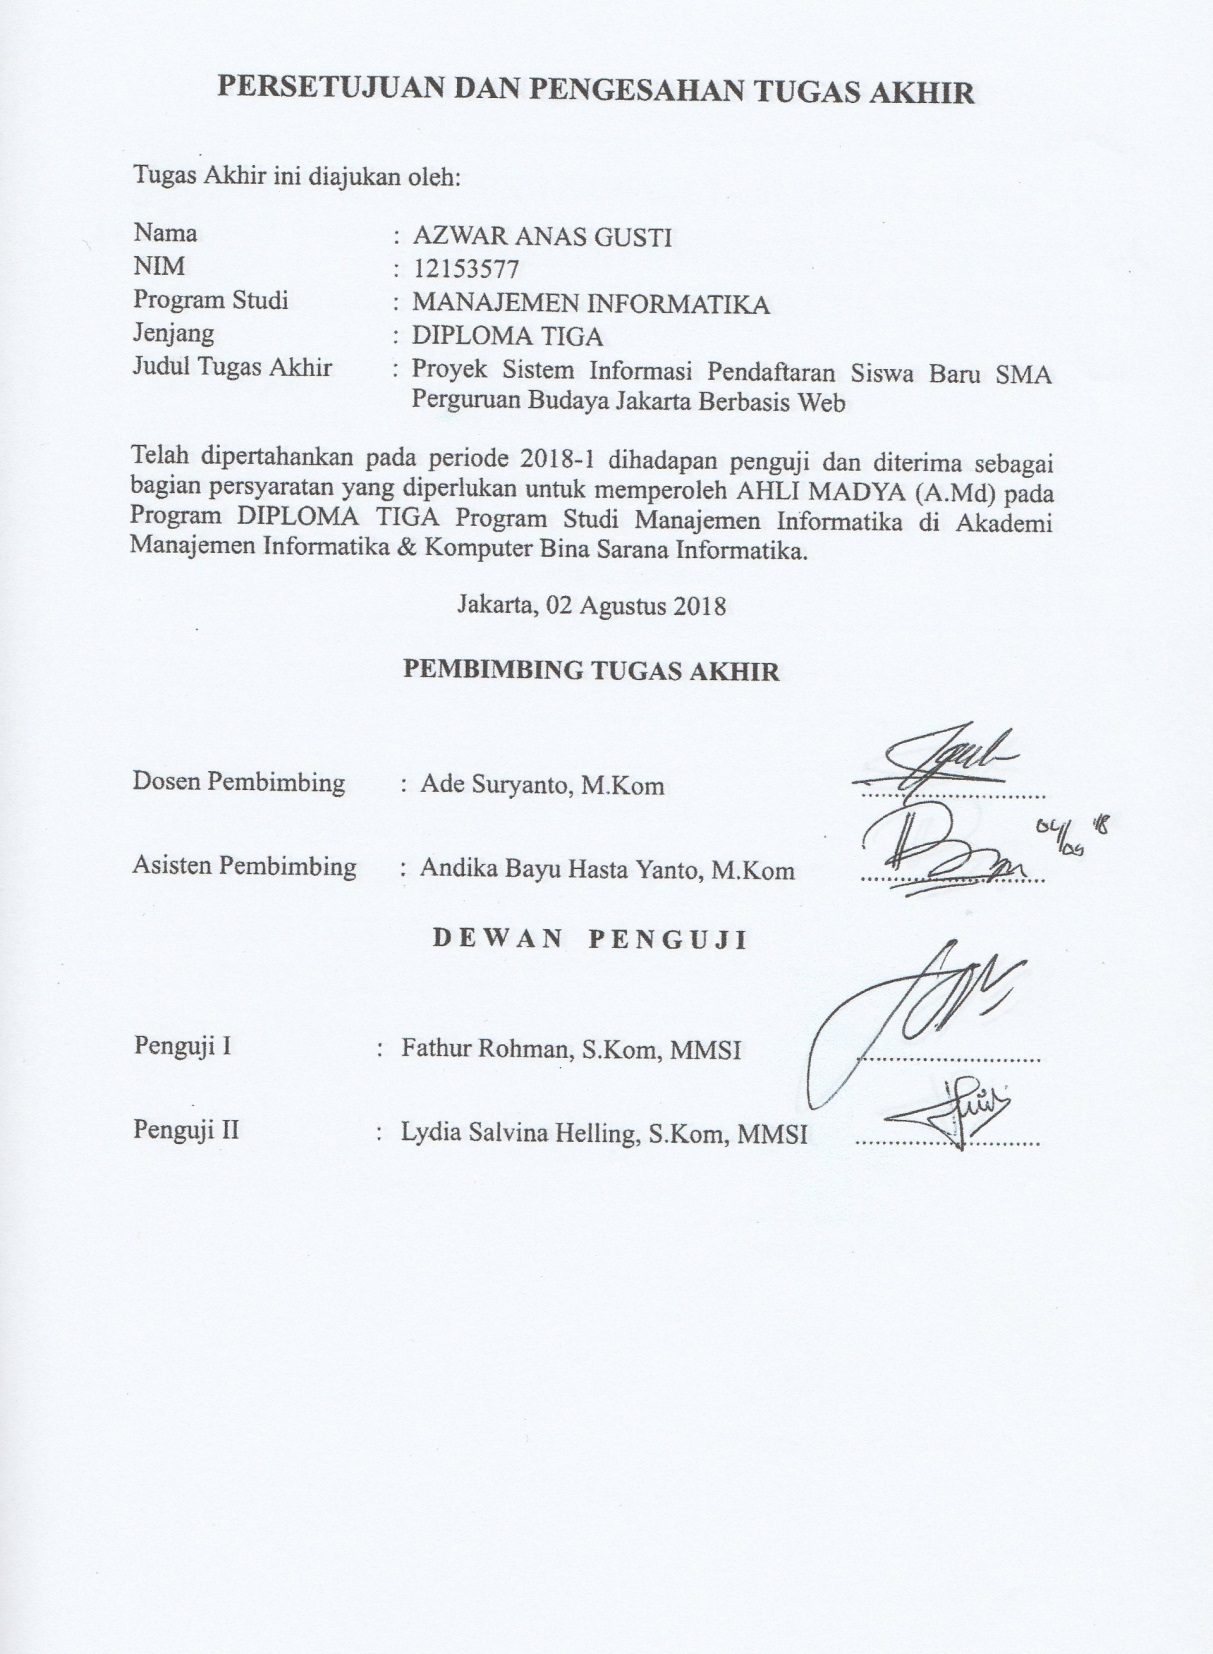 PERSETUJUAN DAN PENGESAHAN TUGAS AKHIR
Tugas Akhir ini diajukan oleh:
Nama : AZWAR ANAS GUSTI
NIM : 12153577
Program Studi : MANAJEMEN INFORMATIKA
Jenjang : DIPLOMA TIGA
Judul Tugas Akhir : Proyek Sistem Informasi Pendaftaran Siswa Baru SMA
Perguruan Budaya Jakarta Berbasis Web
Telah dipertahankan pada periode 2018-1 dihadapan penguji dan diterima sebagai
bagian persyaratan yang diperlukan untuk memperoleh AHLI MADYA (A.Md) pada
Program DIPLOMA TIGA Program Studi Manajemen Informatika di Akademi
Manajemen Informatika & Komputer Bina Sarana Informatika.
Jakarta, 02 Agustus 2018
PEMBIMBING TUGAS AKHIR
Dosen Pembimbing : Ade Suryanto, M.Kom ..............................
Asisten Pembimbing : Andika Bayu Hasta Yanto, M.Kom ..............................
DEWAN PENGUJI
Penguji I : Fathur Rohman, S.Kom, MMSI ..............................
Penguji II : Lydia Salvina Helling, S.Kom, MMSI ..............................